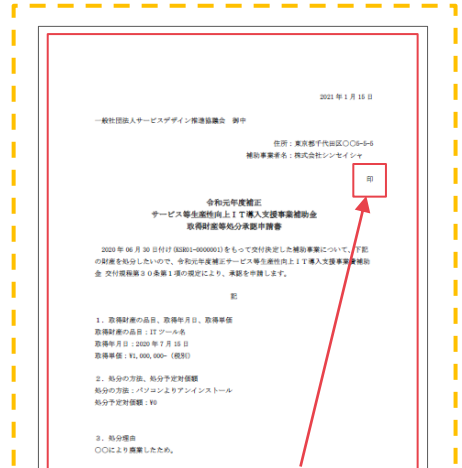 2021 年 1 月 15 日
一般社団法人サービスデザイン推進協議会　御中
住所：東京都千代田区〇〇5-5-5
補助事業者名：株式会社シンセイシャ
印
令和元年度補正
サービス等生産性向上ＩＴ導入支援事業補助金
取得財産等処分承認申請書
2020 年 06 月 30 日付け(KSR01-0000001)をもって交付決定した補助事業について、下記
の財産を処分したいので、令和元年度補正サービス等生産性向上ＩＴ導入支援事業費補助
金 交付規程第３０条第１項の規定により、承認を申請します。
記
１．取得財産の品目、取得年月日、取得単価
取得財産の品目：IT ツール名
取得年月日：2020 年 7 月 15 日
取得単価：¥1,000,000-（税別）
２．処分の方法、処分予定対価額
処分の方法：パソコンよりアンインストール
処分予定対価額：¥0
３．処分理由
〇〇により廃業したため。